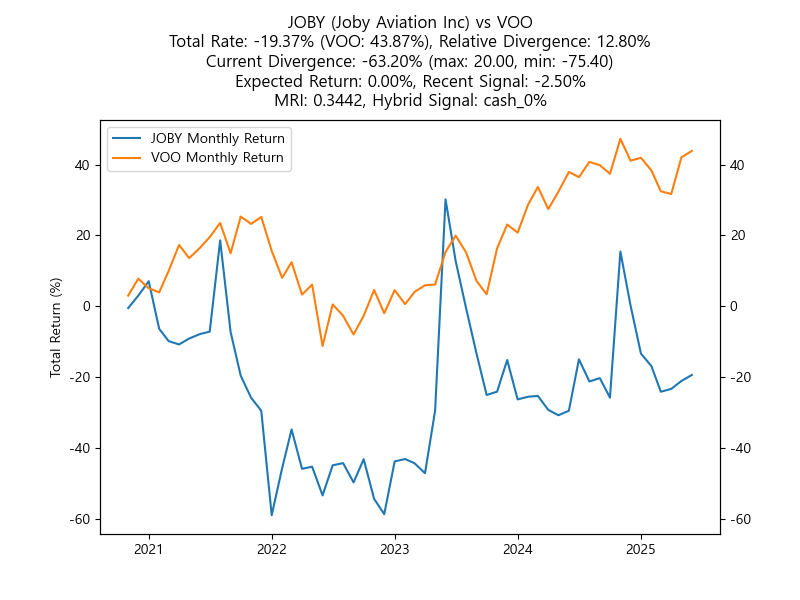 JOBY (Joby Aviation Inc) vs VOO
Total Rate: -19.37% (VOO: 43.87%), Relative Divergence: 12.80%
Current Divergence: -63.20% (max: 20.00, min: -75.40)
Expected Return: 0.00%, Recent Signal: -2.50%
MRI: 0.3442, Hybrid Signal: cash_0%
JOBY Monthly Return
VOO Monthly Return
Total Return (%)
40
20
0
-20
-40
-60
40
20
0
-20
-40
-60
2021
2022
2023
2024
2025